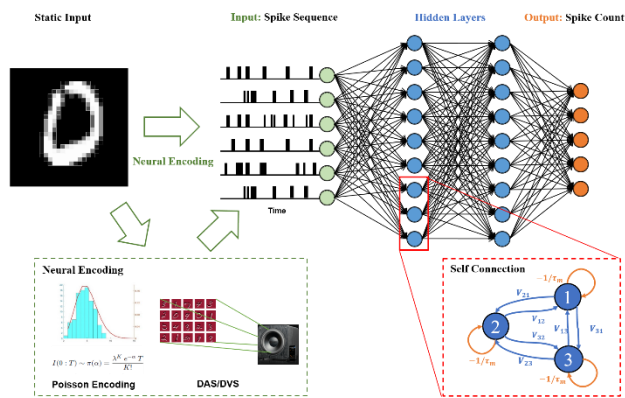 Static Input
Input: Spike Sequence
Hidden Layers
Output: Spike Count
Neural Encoding
Time
Neural Encoding
I(0 : T) ∼ π(α) = λ^K e^{-α} T / K!
Poisson Encoding
DAS/DVS
Self Connection
-1/τm
V21
1
V12
2
V32
V13
V31
V23
3
-1/τm
-1/τm